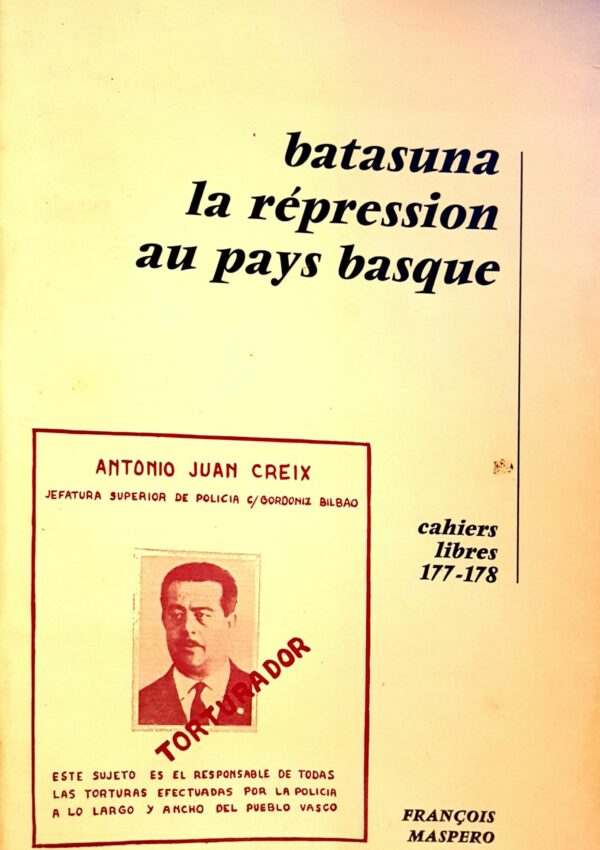 batasuna
la répression
au pays basque
cahiers
libres
177-178
ANTONIO JUAN CREIX
JEFATURA SUPERIOR DE POLICIA C/GORDONIZ BILBAO
TORTURADOR
ESTE SUJETO ES EL RESPONSABLE DE TODAS
LAS TORTURAS EFECTUADAS POR LA POLICIA
A LO LARGO Y ANCHO DEL PUEBLO VASCO
FRANÇOIS
MASPERO